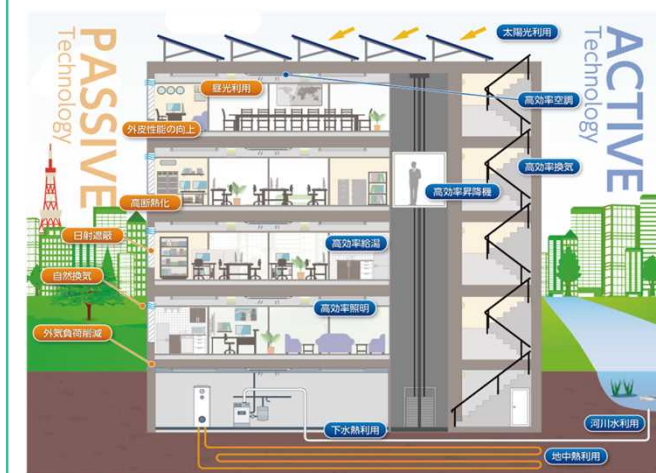 PASSIVE
Technology
ACTIVE
Technology
太陽光利用
昼光利用
高効率空調
外皮性能の向上
高効率換気
高効率昇降機
高断熱化
日射遮蔽
高効率給湯
自然換気
高効率照明
外気負荷削減
河川水利用
下水熱利用
地中熱利用